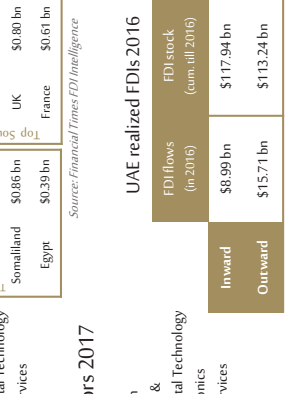 tal Technology
rvices
Somaliland $0.86 bn
Egypt $0.39 bn
UK $0.80 bn
France $0.61 bn
Source: Financial Times FDI Intelligence
ors 2017
&
tal Technology
onics
rvices
UAE realized FDIs 2016
FDI flows
(in 2016)
FDI stock
(cum. till 2016)
Inward $8.99 bn $117.94 bn
Outward $15.71 bn $113.24 bn